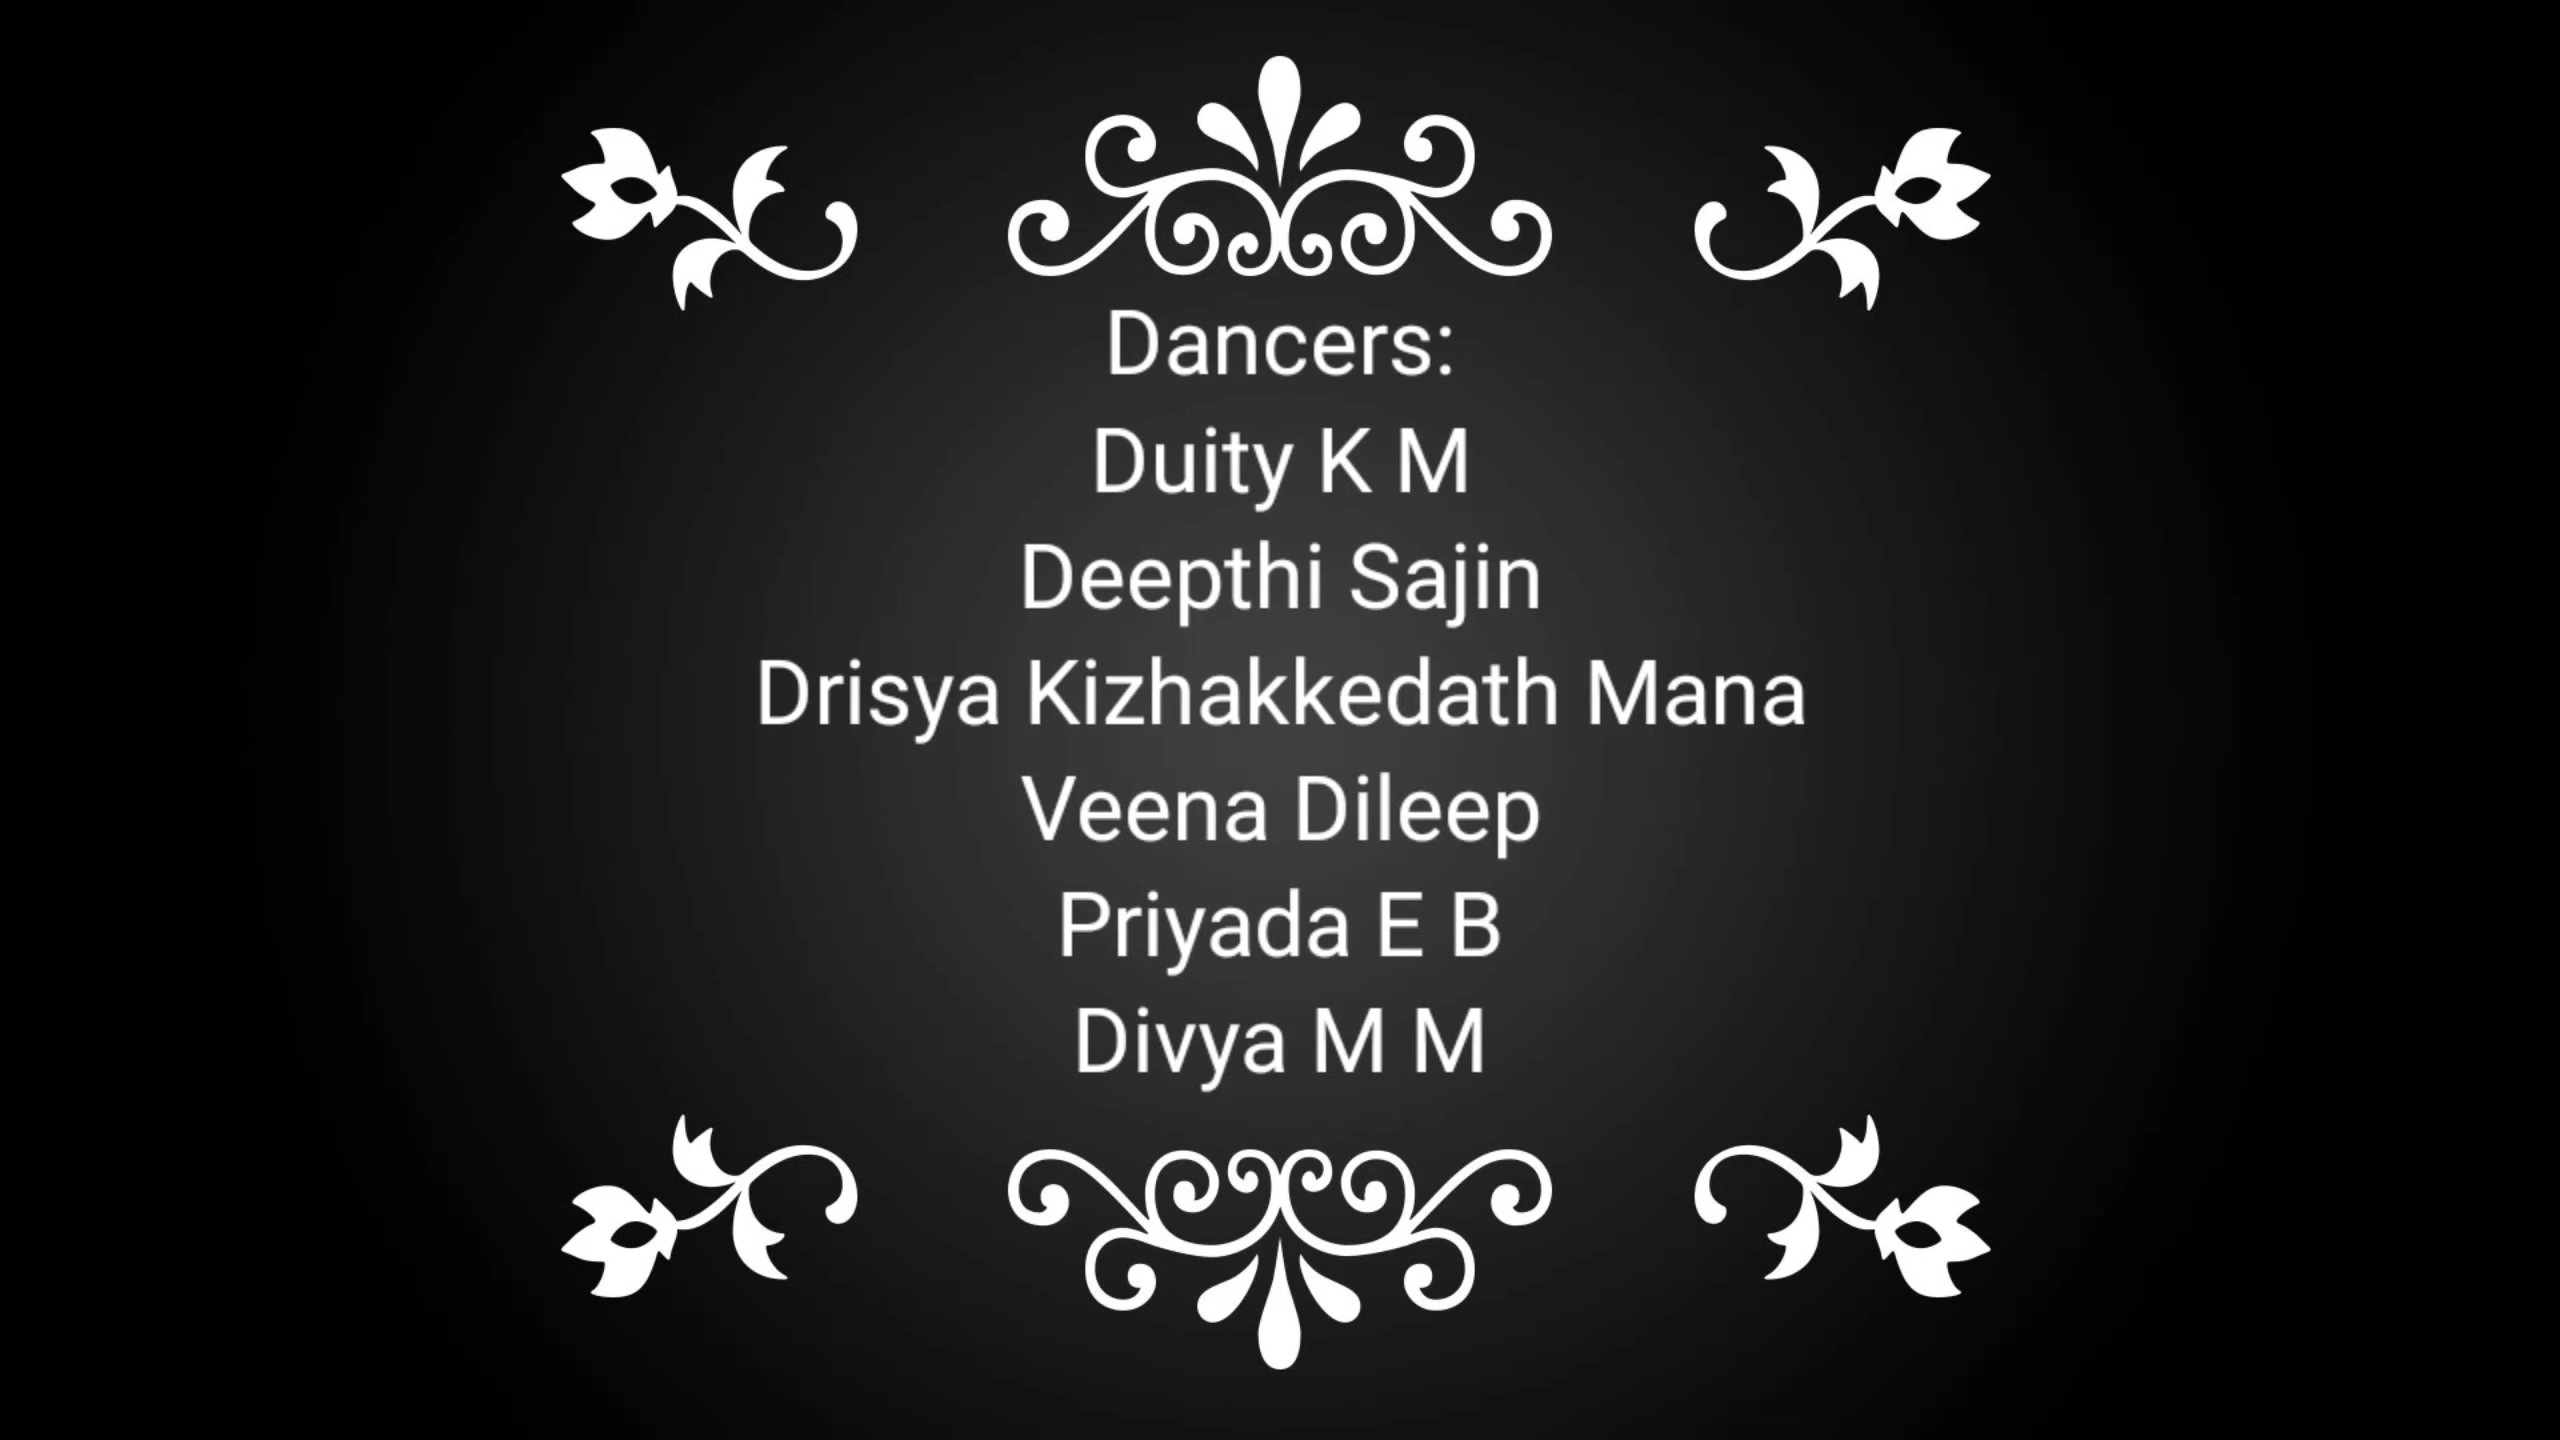 Dancers:
Duity K M
Deepthi Sajin
Drisya Kizhakkedath Mana
Veena Dileep
Priyada E B
Divya M M